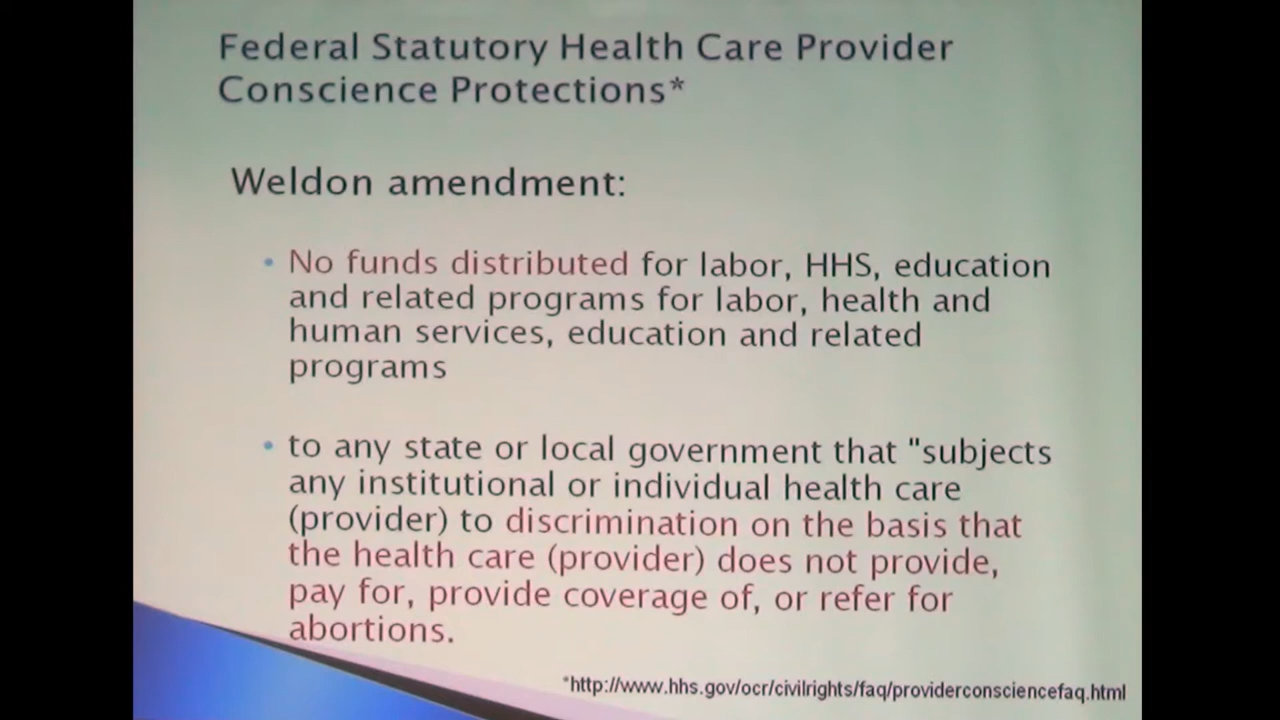 Federal Statutory Health Care Provider
Conscience Protections*
Weldon amendment:
• No funds distributed for labor, HHS, education
and related programs for labor, health and
human services, education and related
programs
• to any state or local government that "subjects
any institutional or individual health care
(provider) to discrimination on the basis that
the health care (provider) does not provide,
pay for, provide coverage of, or refer for
abortions.
*http://www.hhs.gov/ocr/civilrights/faq/providerconsciencefaq.html